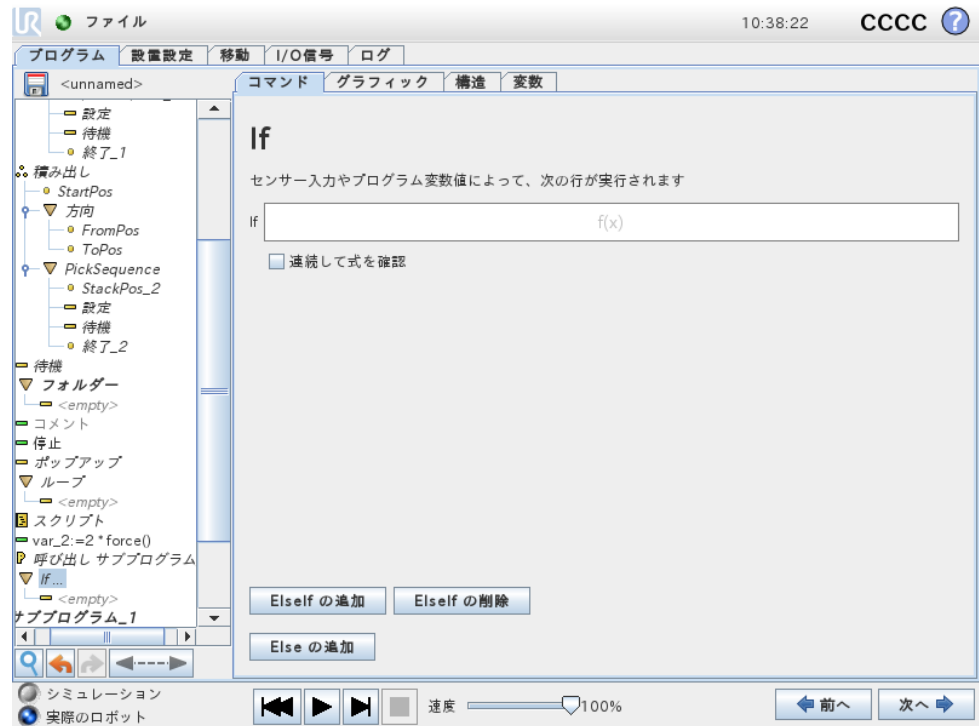 UR ファイル 10:38:22 CCCC ?
プログラム 設置設定 移動 I/O信号 ログ
<unnamed> コマンド グラフィック 構造 変数
設定
待機
終了_1
積み出し
StartPos
方向
FromPos
ToPos
PickSequence
StackPos_2
設定
待機
終了_2
待機
フォルダー
<empty>
コメント
停止
ポップアップ
ループ
<empty>
スクリプト
var_2:=2 * force()
呼び出し サブプログラム
If ...
<empty>
サブプログラム_1
If
センサー入力やプログラム変数値によって、次の行が実行されます
If f(x)
連続して式を確認
ElseIf の追加 ElseIf の削除
Else の追加
シミュレーション
実際のロボット
速度 100% 前へ 次へ